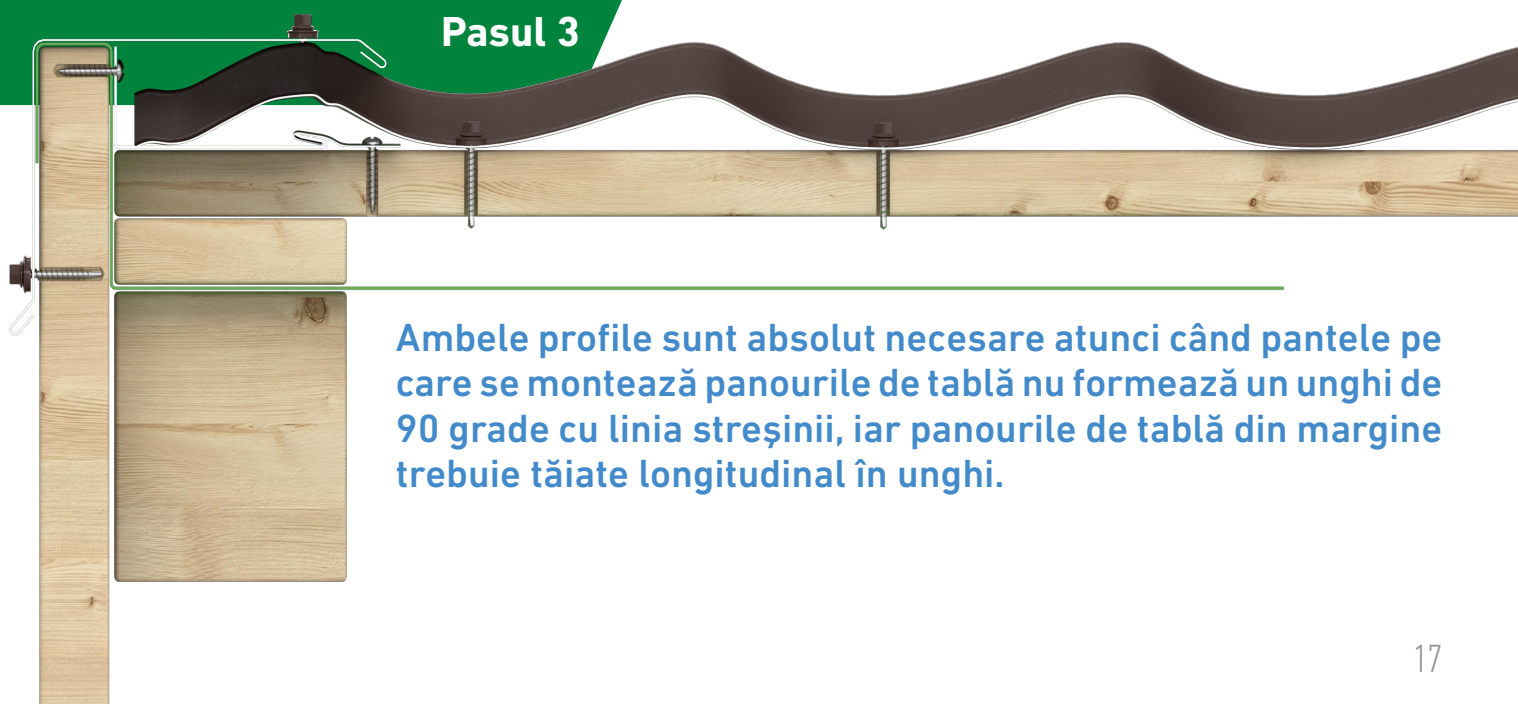 Pasul 3
Ambele profile sunt absolut necesare atunci când pantele pe
care se montează panourile de tablă nu formează un unghi de
90 grade cu linia streșinii, iar panourile de tablă din margine
trebuie tăiate longitudinal în unghi.
17